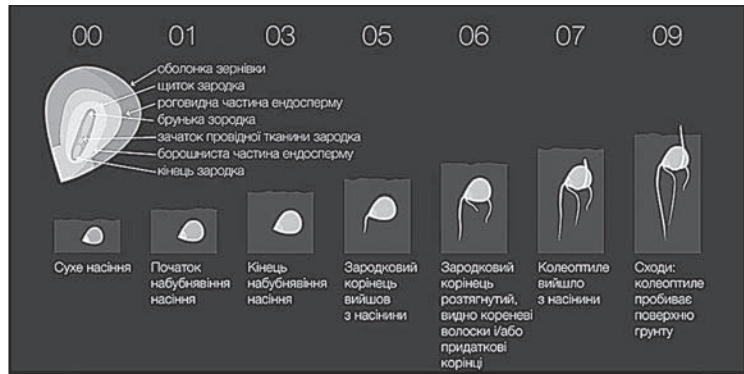 00
01
03
05
06
07
09
оболонка зернівки
щиток зародка
роговидна частина ендосперму
брунька зородка
зачаток провідної тканини зародка
борошниста частина ендосперму
кінець зародка
Сухе насіння
Початок
набубнявіння
насіння
Кінець
набубнявіння
насіння
Зародковий
корінець
вийшов
з насінини
Зародковий
корінець
розтягнутий,
видно кореневі
волоски і/або
придаткові
корінці
Колеоптиле
вийшло
з насінини
Сходи:
колеоптиле
пробиває
поверхню
грунту